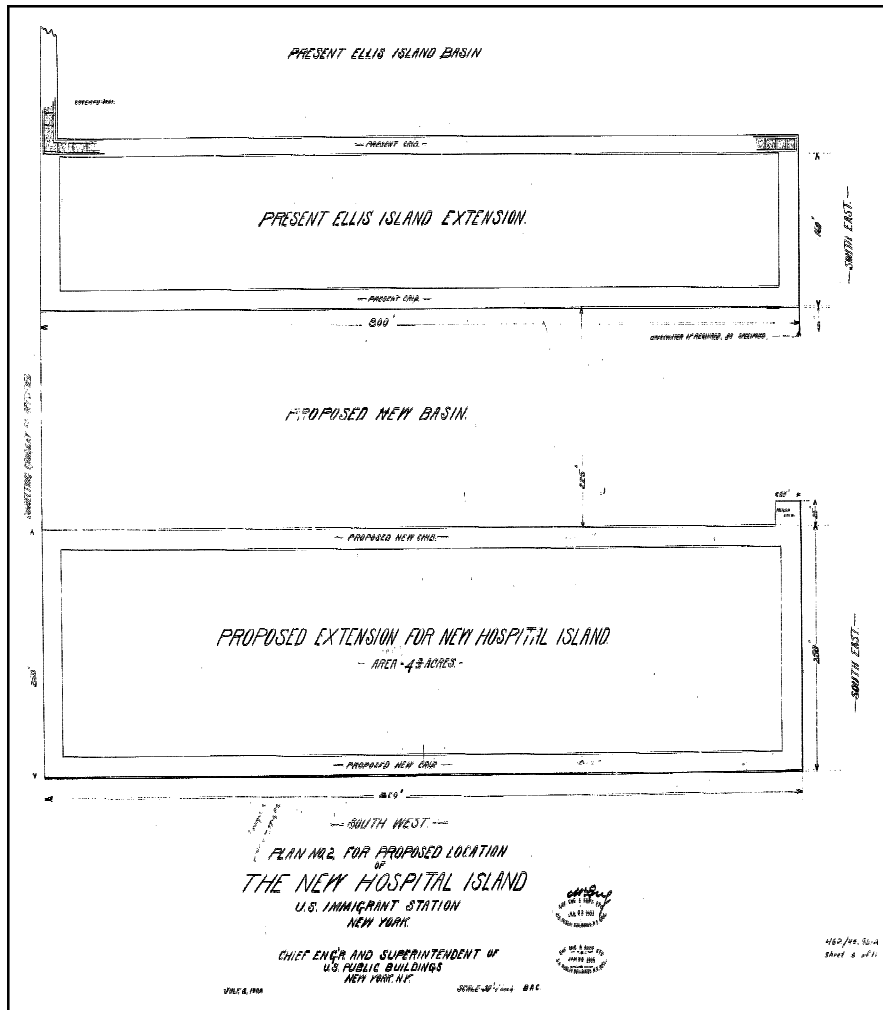 PRESENT ELLIS ISLAND BASIN
— PRESENT CRIB. —
PRESENT ELLIS ISLAND EXTENSION.
160'
— SOUTH EAST. —
— PRESENT CRIB. —
800'
PROPOSED NEW BASIN.
225'
— PROPOSED NEW CRIB. —
PROPOSED EXTENSION FOR NEW HOSPITAL ISLAND.
— AREA - 4¾ ACRES. -
250'
— SOUTH EAST. —
— PROPOSED NEW CRIB
— SOUTH WEST. —
PLAN NO. 2, FOR PROPOSED LOCATION
OF
THE NEW HOSPITAL ISLAND
U.S. IMMIGRANT STATION
NEW YORK.
CHIEF ENG'R AND SUPERINTENDENT OF
U.S. PUBLIC BUILDINGS
NEW YORK. N.Y.